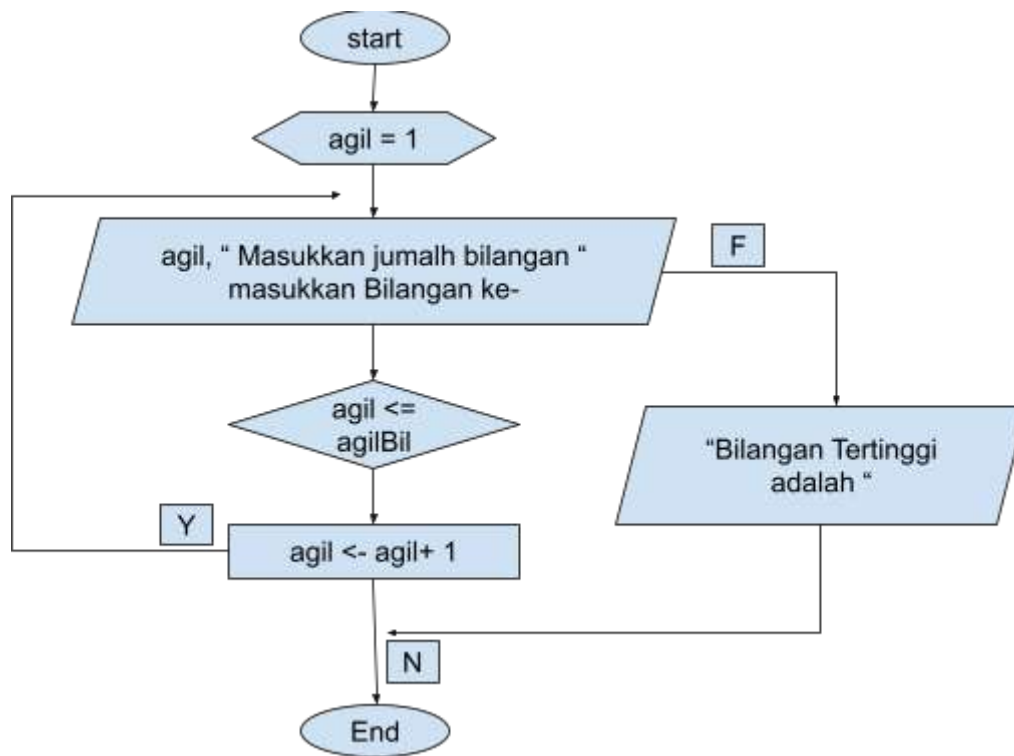 start
agil = 1
agil, “ Masukkan jumalh bilangan “
masukkan Bilangan ke-
F
agil <=
agilBil
“Bilangan Tertinggi
adalah “
Y
agil <- agil+ 1
N
End